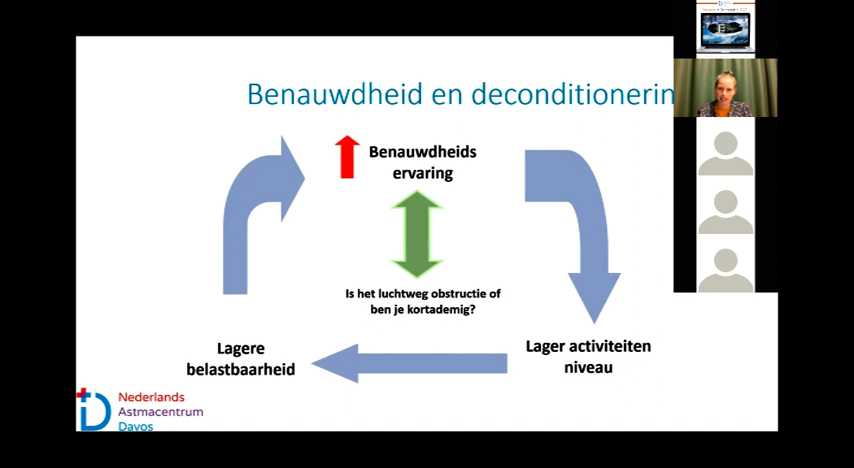 Benauwdheid en deconditionerin
Benauwdheids
ervaring
Is het luchtweg obstructie of
ben je kortademig?
Lagere
belastbaarheid
Lager activiteiten
niveau
Nederlands
Astmacentrum
Davos